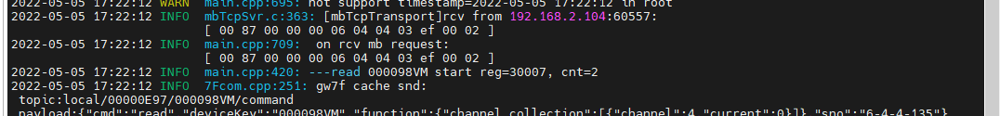 2022-05-05 17:22:12 WARN  main.cpp:695: not support timestamp=2022-05-05 17:22:12 in root
2022-05-05 17:22:12 INFO  mbTcpSvr.c:363: [mbTcpTransport]rcv from 192.168.2.104:60557:
[ 00 87 00 00 00 06 04 04 03 ef 00 02 ]
2022-05-05 17:22:12 INFO  main.cpp:709:  on rcv mb request:
[ 00 87 00 00 00 06 04 04 03 ef 00 02 ]
2022-05-05 17:22:12 INFO  main.cpp:420: ---read 000098VM start reg=30007, cnt=2
2022-05-05 17:22:12 INFO  7Fcom.cpp:251: gw7f cache snd:
topic:local/00000E97/000098VM/command
payload:{"cmd":"read","deviceKey":"000098VM","function":{"channel_collection":[{"channel":4,"current":0}]},"sno":"6-4-4-135"}